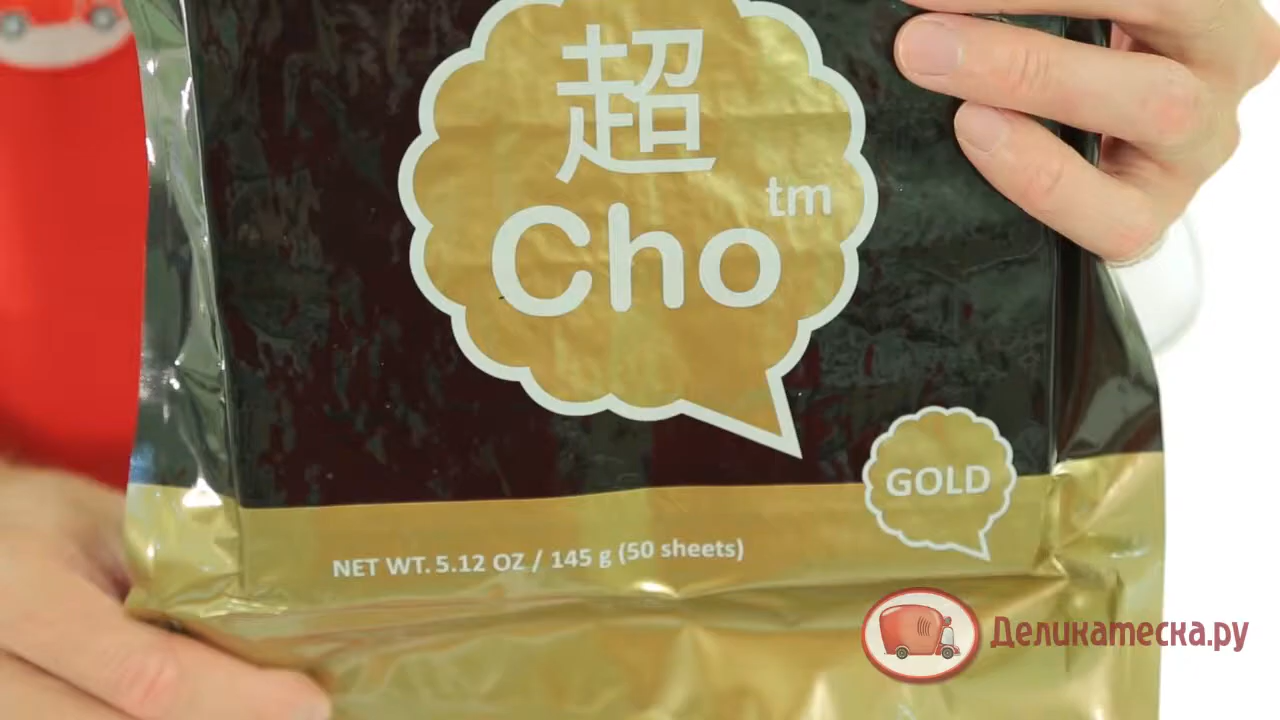 超
Cho tm
GOLD
NET WT. 5.12 OZ / 145 g (50 sheets)
Деликатеска.ру